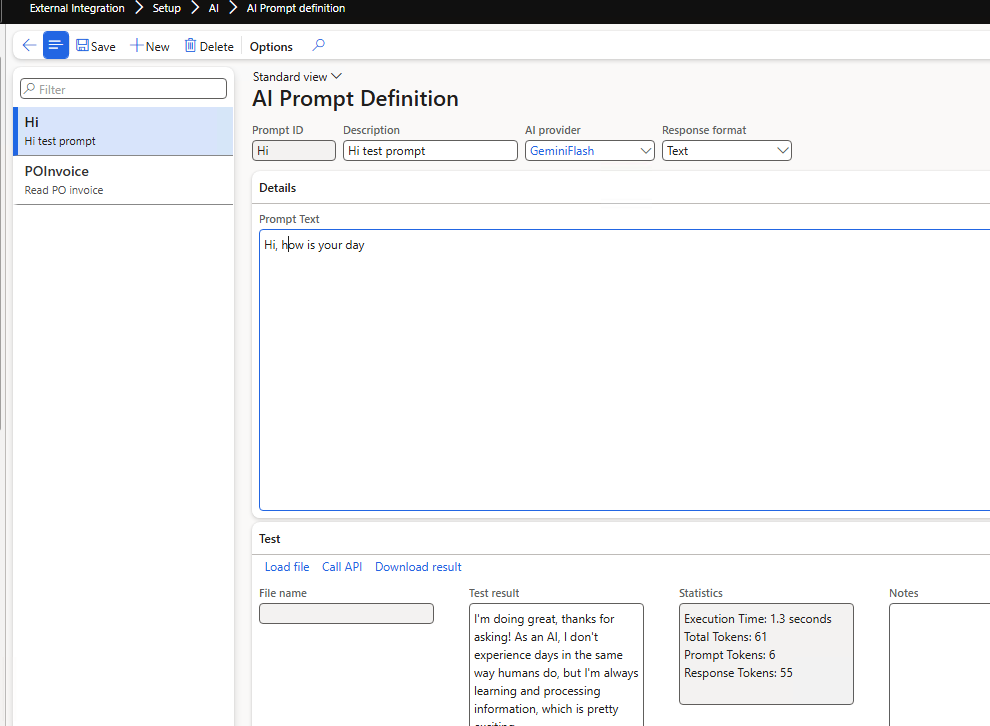 External Integration > Setup > AI > AI Prompt definition
Save New Delete Options
Filter
Hi
Hi test prompt
POInvoice
Read PO invoice
Standard view
AI Prompt Definition
Prompt ID Description AI provider Response format
Hi Hi test prompt GeminiFlash Text
Details
Prompt Text
Hi, how is your day
Test
Load file Call API Download result
File name Test result Statistics Notes
I'm doing great, thanks for
asking! As an AI, I don't
experience days in the same
way humans do, but I'm always
learning and processing
information, which is pretty
Execution Time: 1.3 seconds
Total Tokens: 61
Prompt Tokens: 6
Response Tokens: 55